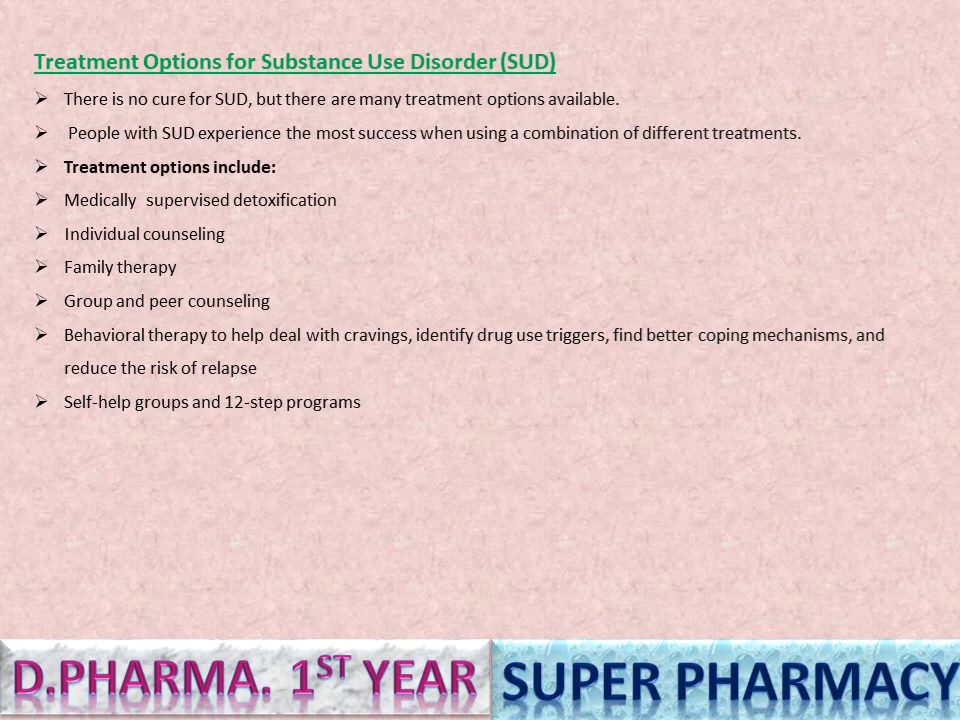 Treatment Options for Substance Use Disorder (SUD)
➢ There is no cure for SUD, but there are many treatment options available.
➢ People with SUD experience the most success when using a combination of different treatments.
➢ Treatment options include:
➢ Medically supervised detoxification
➢ Individual counseling
➢ Family therapy
➢ Group and peer counseling
➢ Behavioral therapy to help deal with cravings, identify drug use triggers, find better coping mechanisms, and
reduce the risk of relapse
➢ Self-help groups and 12-step programs
D.PHARMA. 1ST YEAR
SUPER PHARMACY